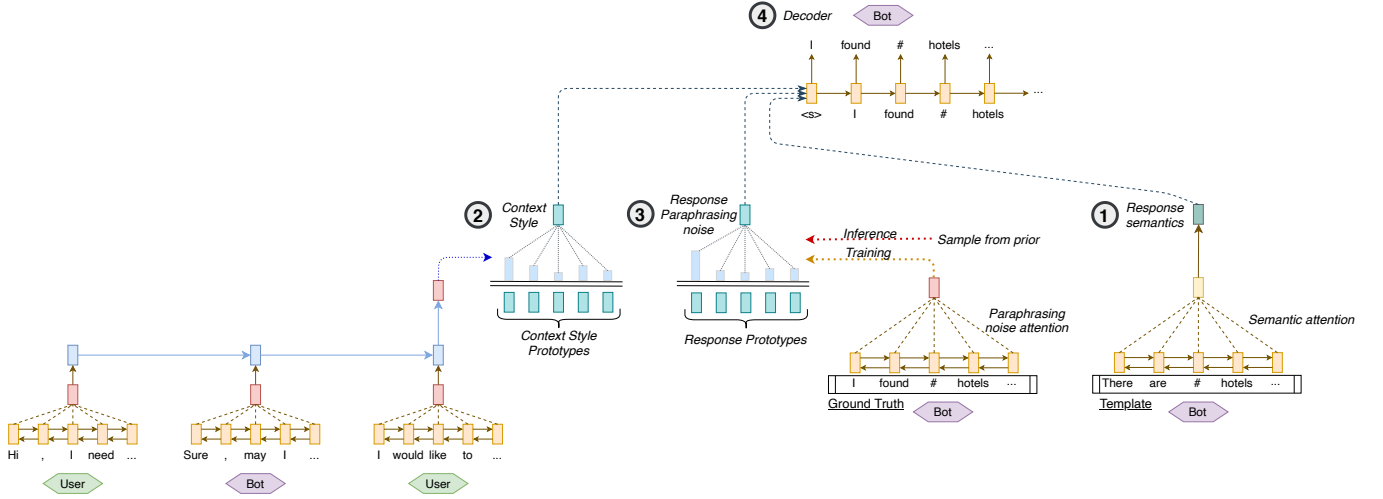 4 Decoder Bot
I found # hotels ...
...
<s> I found # hotels
2 Context
Style
3 Response
Paraphrasing
noise
1 Response
semantics
Inference Sample from prior
Training
Context Style
Prototypes
Response Prototypes
Paraphrasing
noise attention
Semantic attention
I found # hotels ...
Ground Truth
Bot
There are # hotels ...
Template
Bot
Hi , I need ...
User
Sure , may I ...
Bot
I would like to ...
User